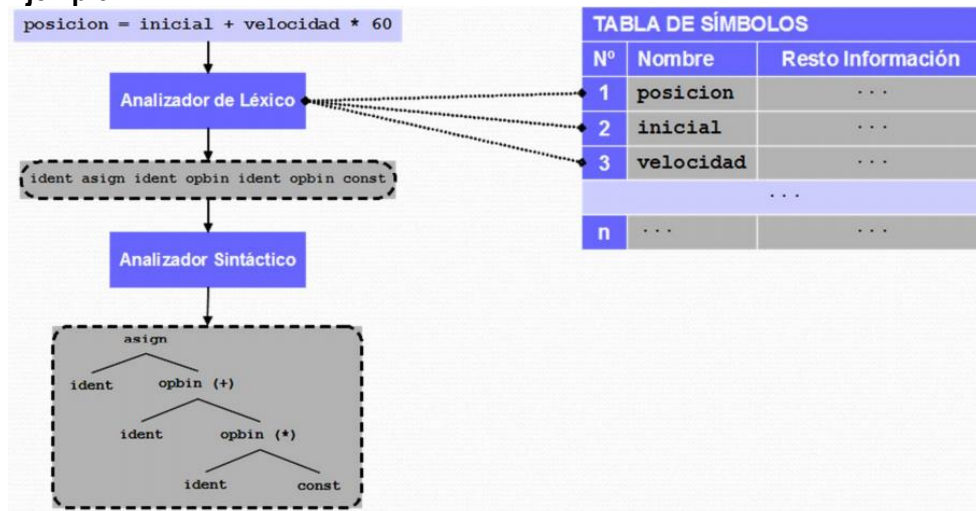 posicion = inicial + velocidad * 60
Analizador de Léxico
ident asign ident opbin ident opbin const
Analizador Sintáctico
asign
ident opbin (+)
ident opbin (*)
ident const
TABLA DE SÍMBOLOS
Nº Nombre Resto Información
1 posicion ...
2 inicial ...
3 velocidad ...
...
n ... ...